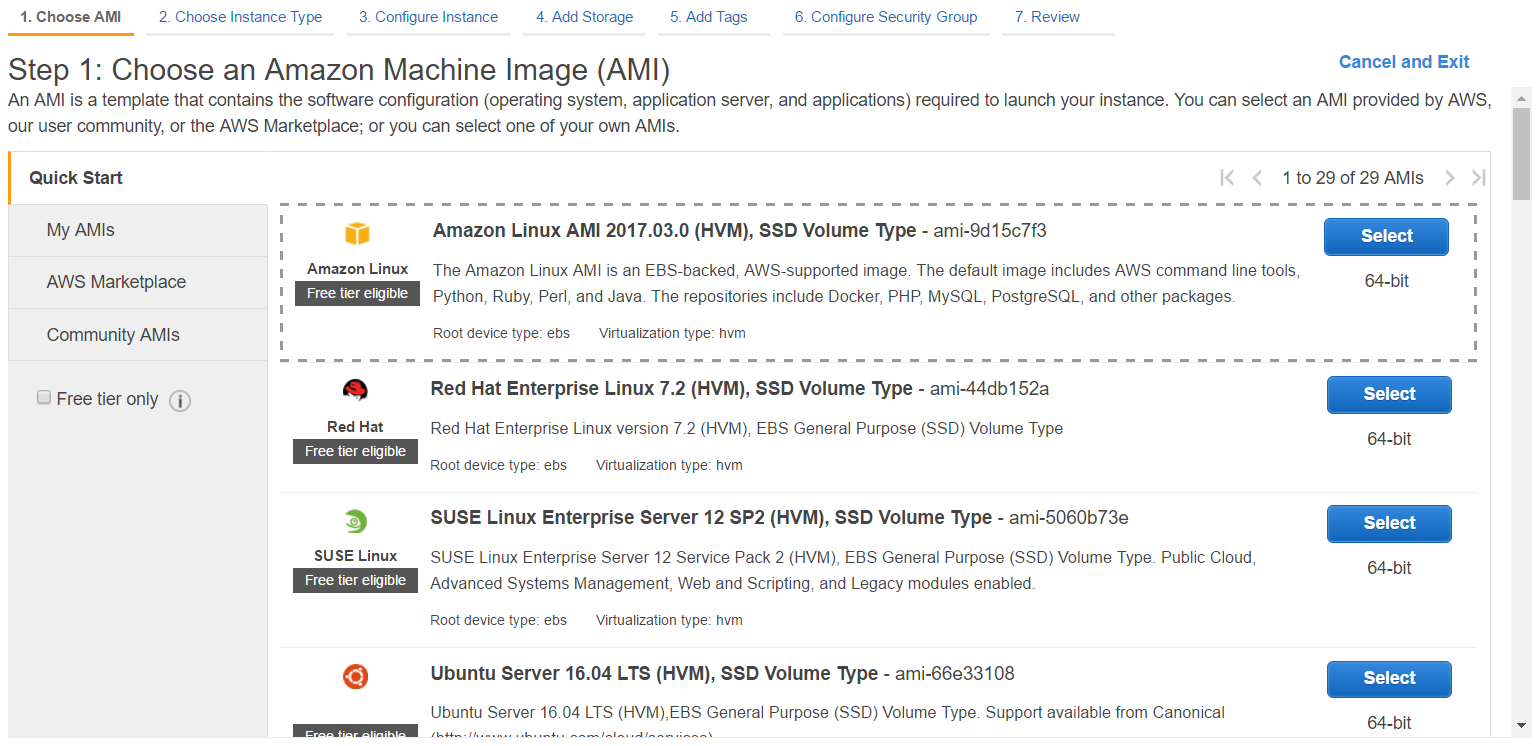 1. Choose AMI 2. Choose Instance Type 3. Configure Instance 4. Add Storage 5. Add Tags 6. Configure Security Group 7. Review
Step 1: Choose an Amazon Machine Image (AMI)
Cancel and Exit
An AMI is a template that contains the software configuration (operating system, application server, and applications) required to launch your instance. You can select an AMI provided by AWS,
our user community, or the AWS Marketplace; or you can select one of your own AMIs.
Quick Start
1 to 29 of 29 AMIs
My AMIs
AWS Marketplace
Community AMIs
Free tier only
Amazon Linux
Free tier eligible
Amazon Linux AMI 2017.03.0 (HVM), SSD Volume Type - ami-9d15c7f3
The Amazon Linux AMI is an EBS-backed, AWS-supported image. The default image includes AWS command line tools,
Python, Ruby, Perl, and Java. The repositories include Docker, PHP, MySQL, PostgreSQL, and other packages.
Root device type: ebs Virtualization type: hvm
Select
64-bit
Red Hat
Free tier eligible
Red Hat Enterprise Linux 7.2 (HVM), SSD Volume Type - ami-44db152a
Red Hat Enterprise Linux version 7.2 (HVM), EBS General Purpose (SSD) Volume Type
Root device type: ebs Virtualization type: hvm
Select
64-bit
SUSE Linux
Free tier eligible
SUSE Linux Enterprise Server 12 SP2 (HVM), SSD Volume Type - ami-5060b73e
SUSE Linux Enterprise Server 12 Service Pack 2 (HVM), EBS General Purpose (SSD) Volume Type. Public Cloud,
Advanced Systems Management, Web and Scripting, and Legacy modules enabled.
Root device type: ebs Virtualization type: hvm
Select
64-bit
Free tier eligible
Ubuntu Server 16.04 LTS (HVM), SSD Volume Type - ami-66e33108
Ubuntu Server 16.04 LTS (HVM),EBS General Purpose (SSD) Volume Type. Support available from Canonical
(http://www.ubuntu.com/cloud/services).
Select
64-bit